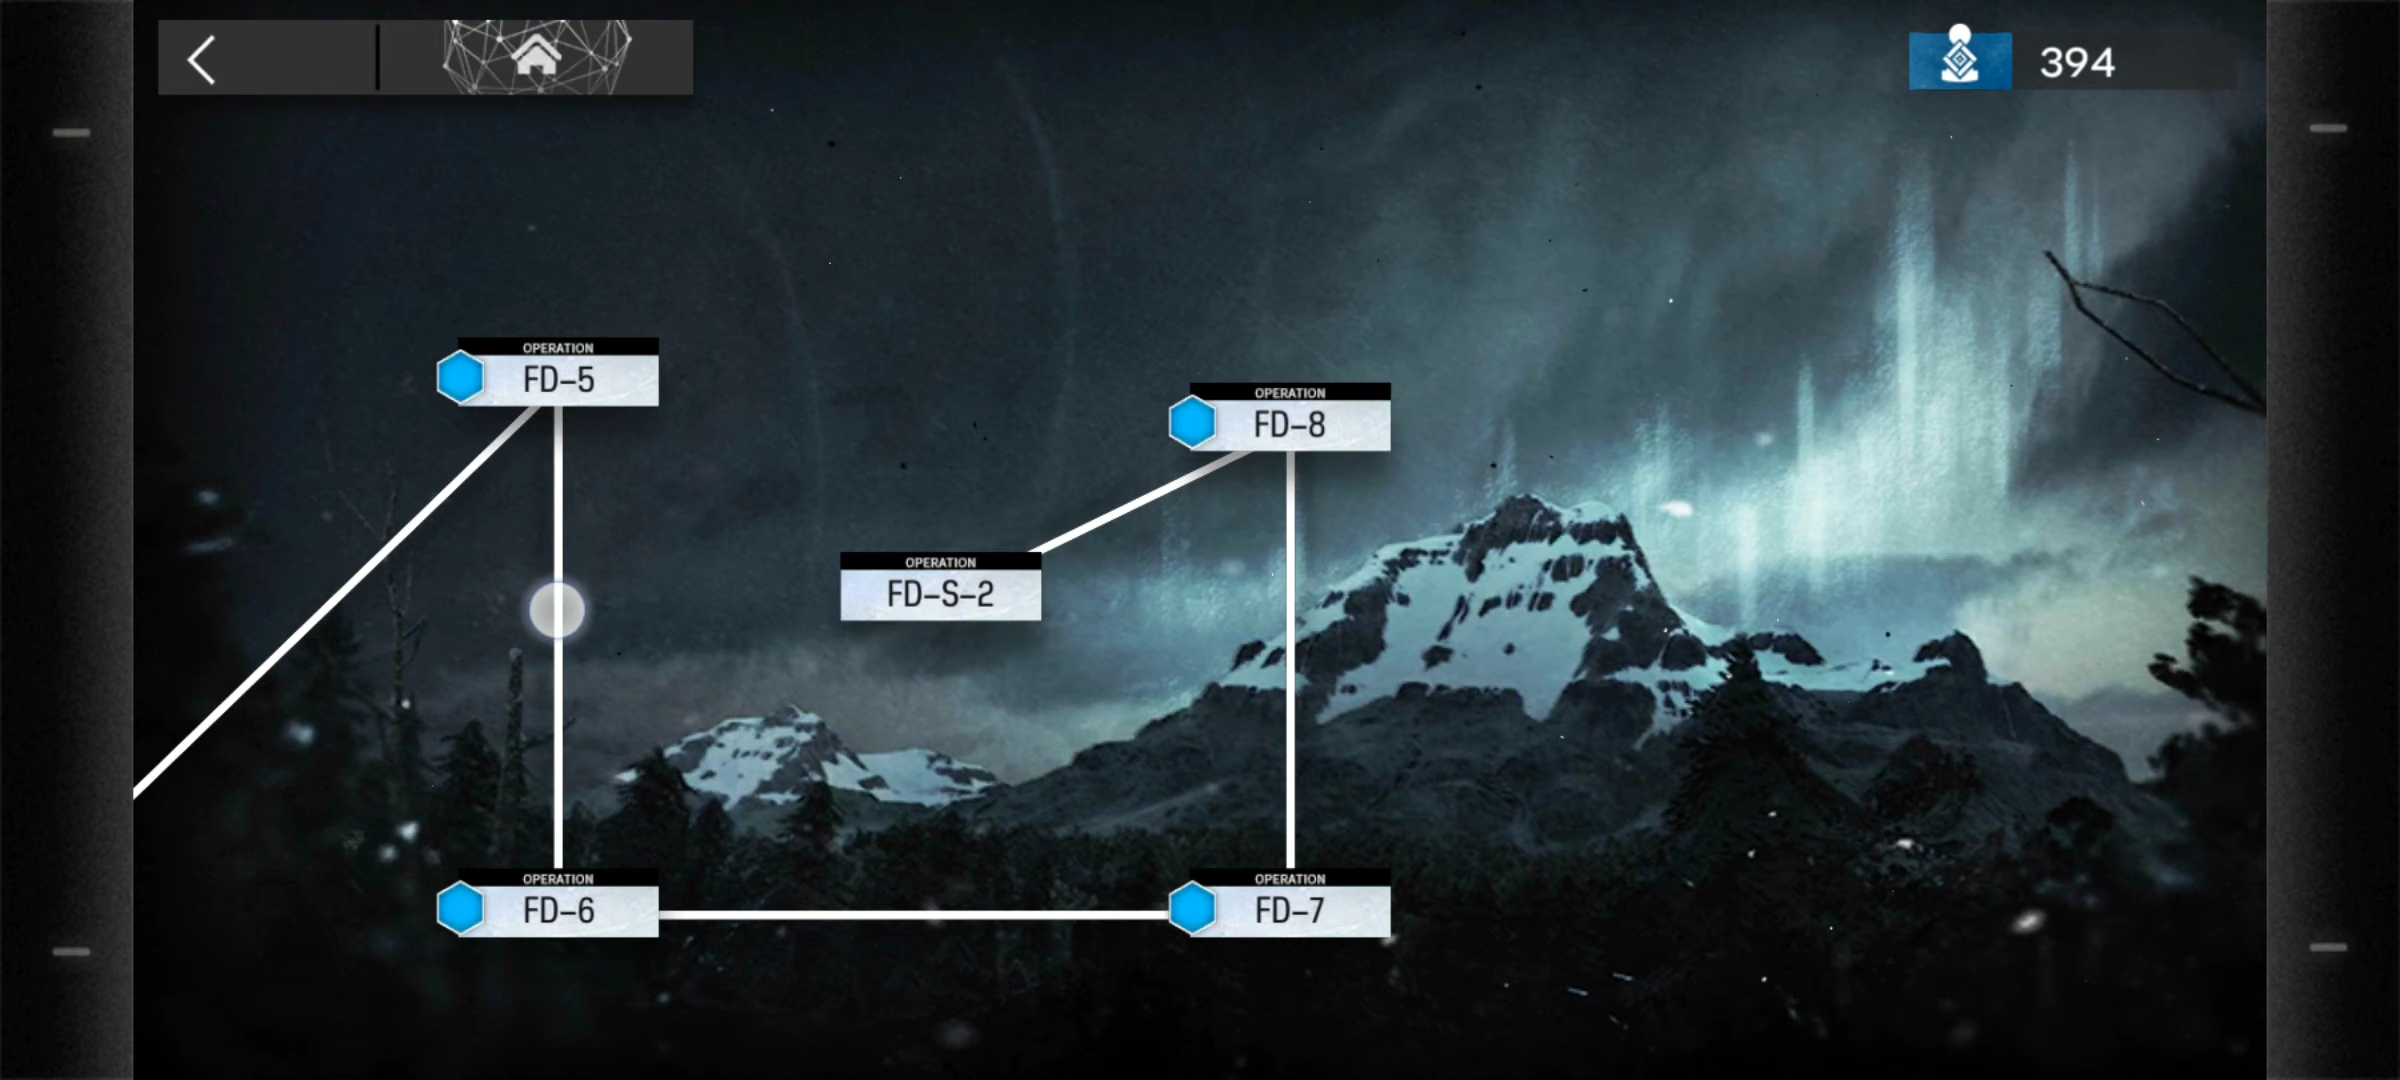 394
OPERATION
FD-5
OPERATION
FD-8
OPERATION
FD-S-2
OPERATION
FD-6
OPERATION
FD-7